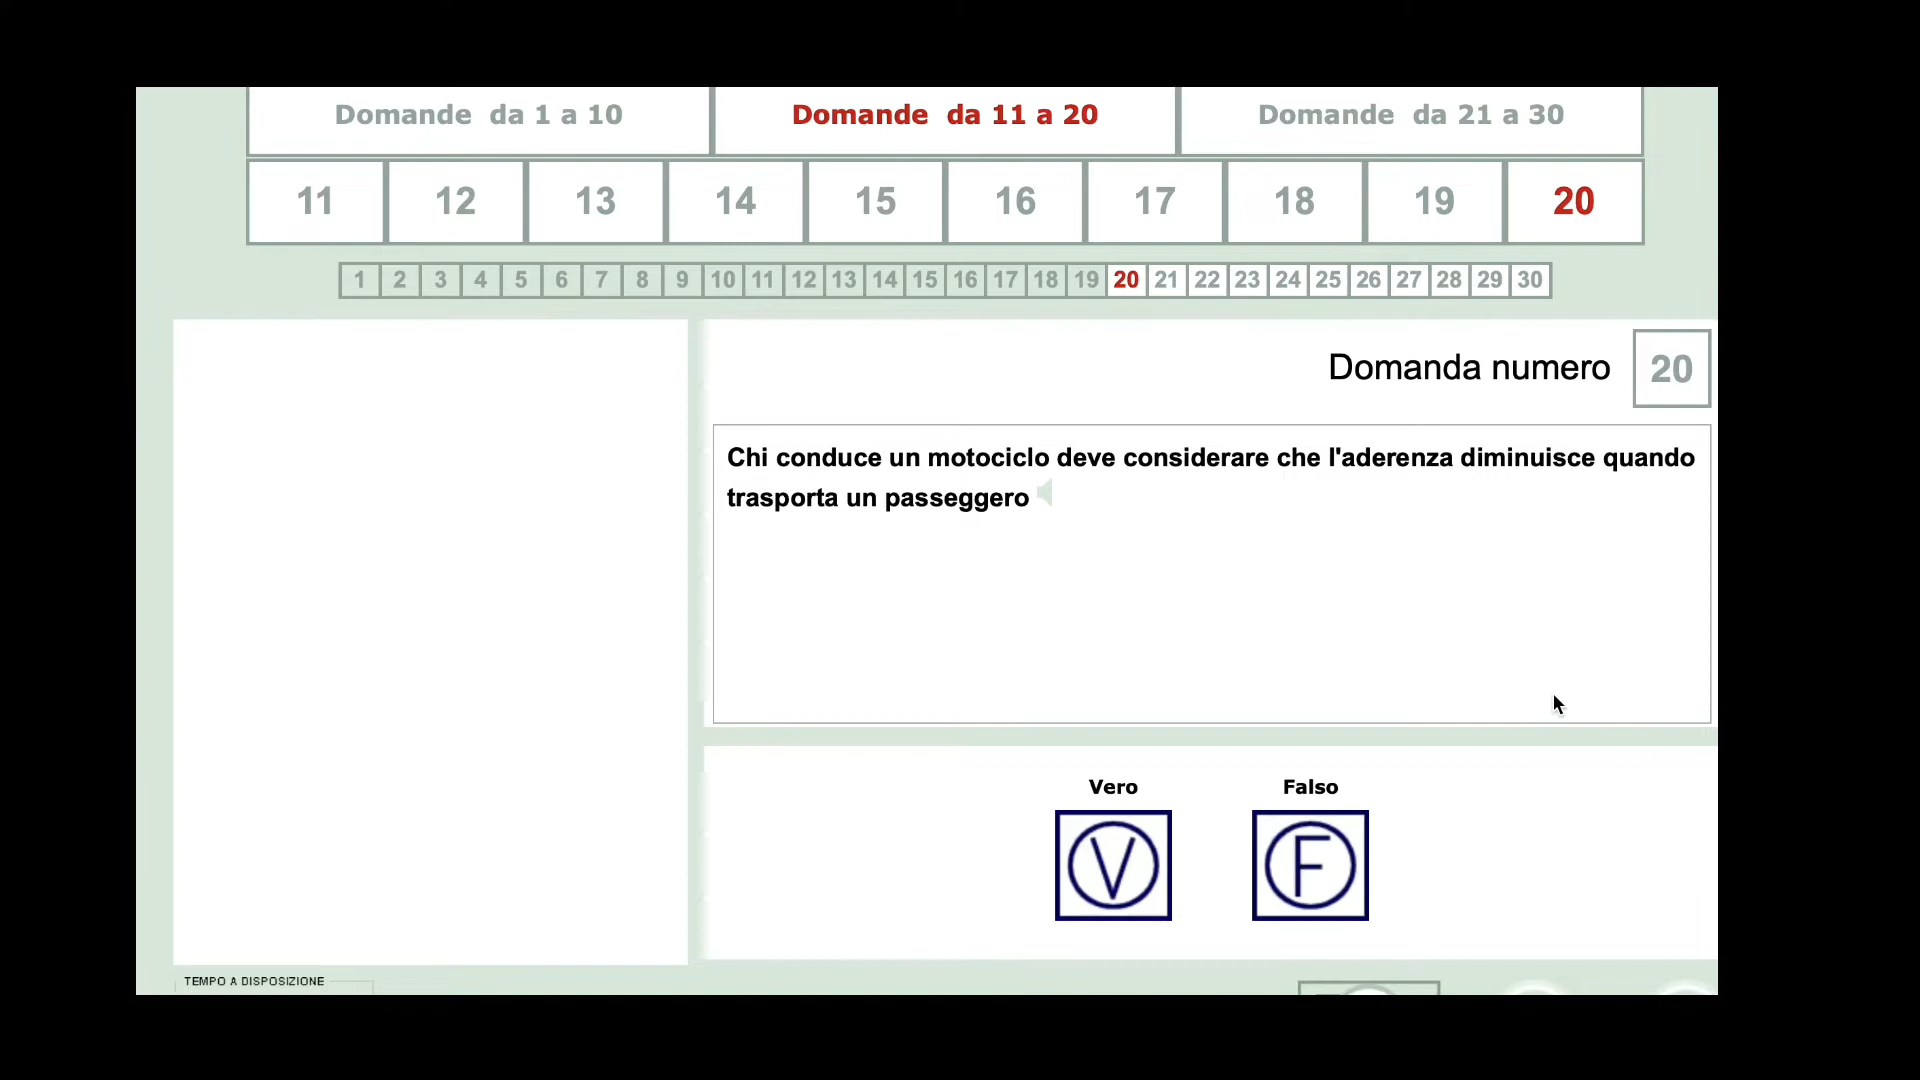 Domande da 1 a 10
Domande da 11 a 20
Domande da 21 a 30
11 12 13 14 15 16 17 18 19 20
1 2 3 4 5 6 7 8 9 10 11 12 13 14 15 16 17 18 19 20 21 22 23 24 25 26 27 28 29 30
Domanda numero 20
Chi conduce un motociclo deve considerare che l'aderenza diminuisce quando
trasporta un passeggero
Vero
Falso
V
F
TEMPO A DISPOSIZIONE